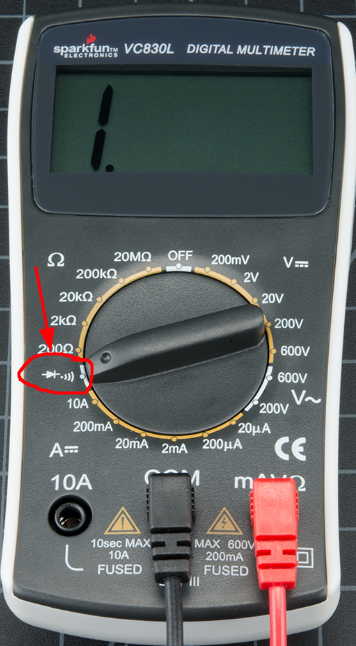 sparkfun™
ELECTRONICS
VC830L DIGITAL MULTIMETER
1.
Ω
20MΩ
OFF
200mV
V
200kΩ
2V
20kΩ
20V
2kΩ
200V
200Ω
600V
600V
10A
200V
V~
200mA
20µA
20mA
2mA
200µA
A
CE
10A
COM
mAVΩ
10sec MAX
10A
FUSED
MAX 600V
200mA
FUSED